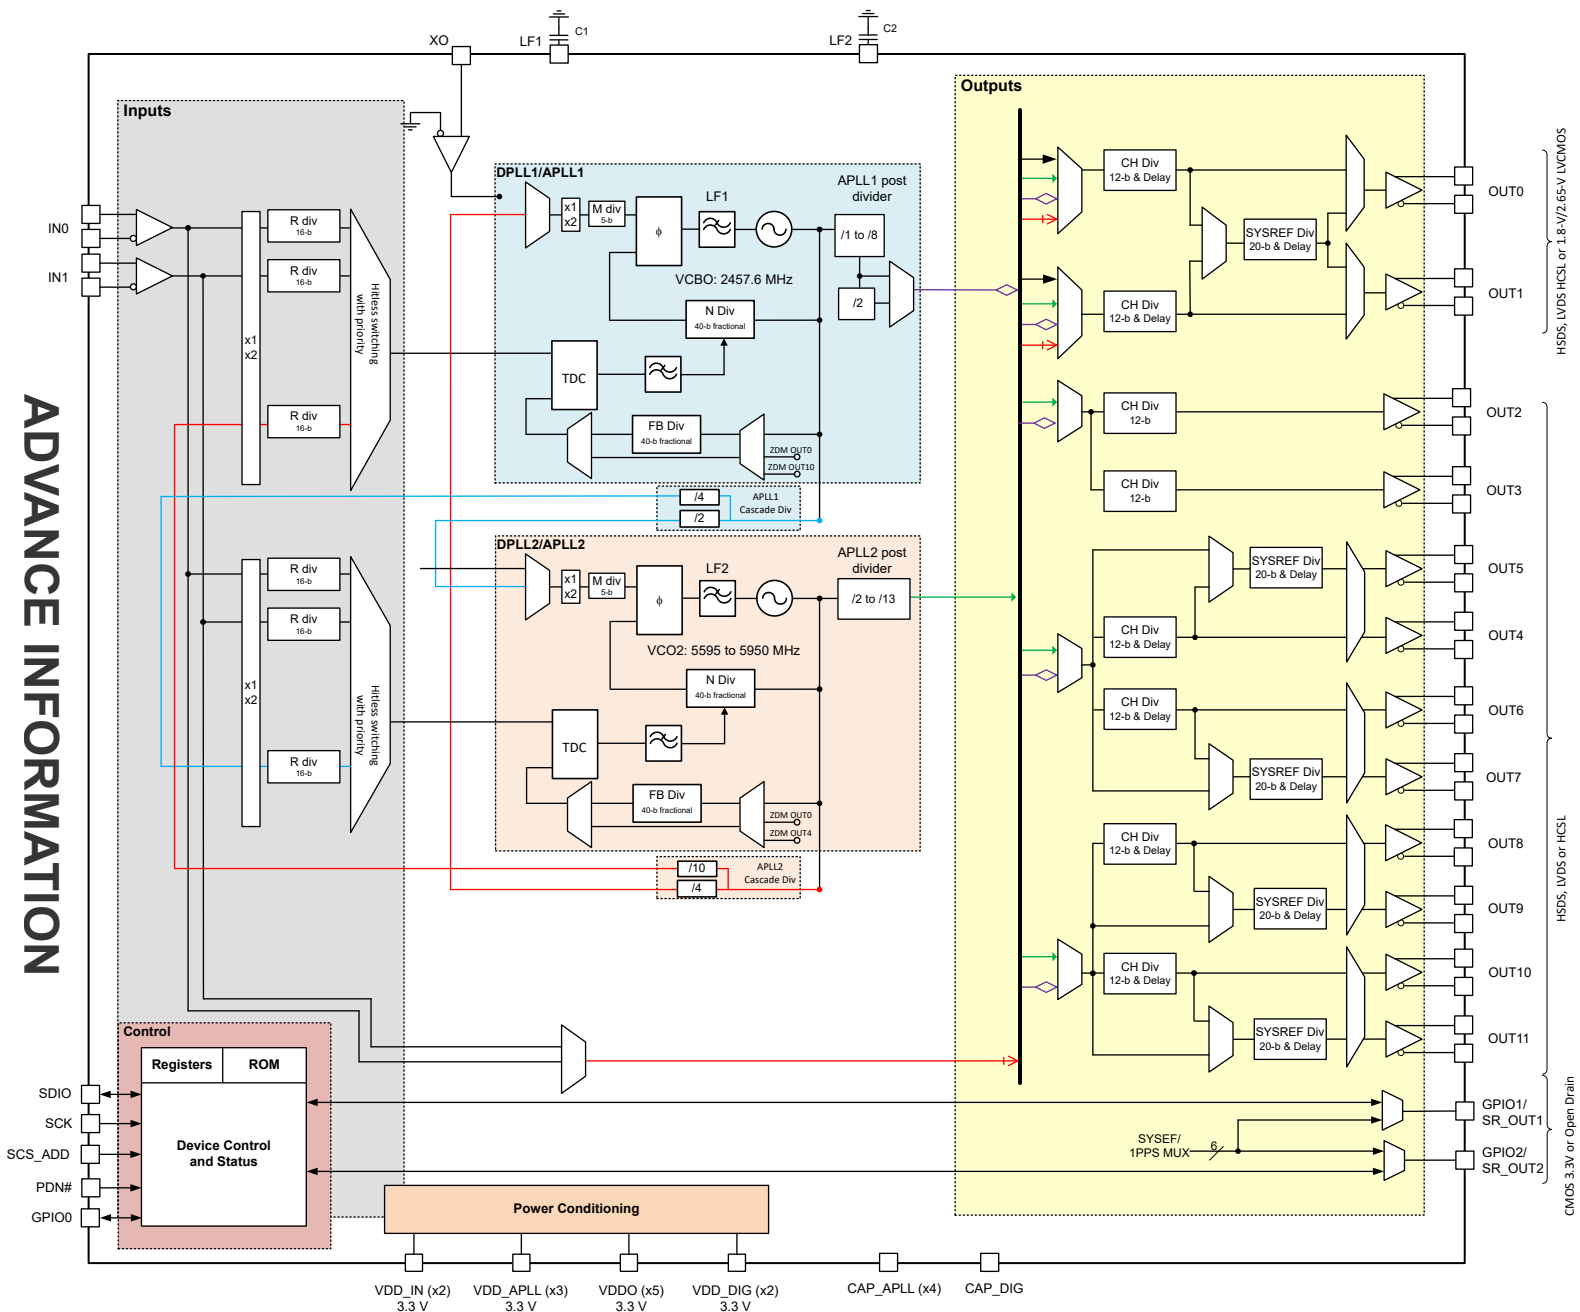 XO
LF1
C1
LF2
C2
Inputs
Outputs
ADVANCE INFORMATION
IN0
IN1
x1
x2
R div
16-b
R div
16-b
R div
16-b
Hitless switching
with priority
x1
x2
R div
16-b
R div
16-b
R div
16-b
Hitless switching
with priority
DPLL1/APLL1
x1
x2
M div
5-b
ϕ
LF1
APLL1 post
divider
/1 to /8
/2
VCBO: 2457.6 MHz
N Div
40-b fractional
TDC
FB Div
40-b fractional
ZDM OUT0
ZDM OUT10
/4
/2
APLL1
Cascade Div
DPLL2/APLL2
x1
x2
M div
5-b
ϕ
LF2
APLL2 post
divider
/2 to /13
VCO2: 5595 to 5950 MHz
N Div
40-b fractional
TDC
FB Div
40-b fractional
ZDM OUT0
ZDM OUT4
/10
/4
APLL2
Cascade Div
CH Div
12-b & Delay
SYSREF Div
20-b & Delay
CH Div
12-b & Delay
CH Div
12-b
CH Div
12-b
SYSREF Div
20-b & Delay
CH Div
12-b & Delay
CH Div
12-b & Delay
SYSREF Div
20-b & Delay
CH Div
12-b & Delay
SYSREF Div
20-b & Delay
CH Div
12-b & Delay
SYSREF Div
20-b & Delay
SYSEF/
1PPS MUX
6
OUT0
OUT1
OUT2
OUT3
OUT5
OUT4
OUT6
OUT7
OUT8
OUT9
OUT10
OUT11
GPIO1/
SR_OUT1
GPIO2/
SR_OUT2
HSDS, LVDS HCSL or 1.8-V/2.65-V LVCMOS
HSDS, LVDS or HCSL
CMOS 3.3V or Open Drain
Control
Registers
ROM
Device Control
and Status
SDIO
SCK
SCS_ADD
PDN#
GPIO0
Power Conditioning
VDD_IN (x2)
3.3 V
VDD_APLL (x3)
3.3 V
VDDO (x5)
3.3 V
VDD_DIG (x2)
3.3 V
CAP_APLL (x4)
CAP_DIG